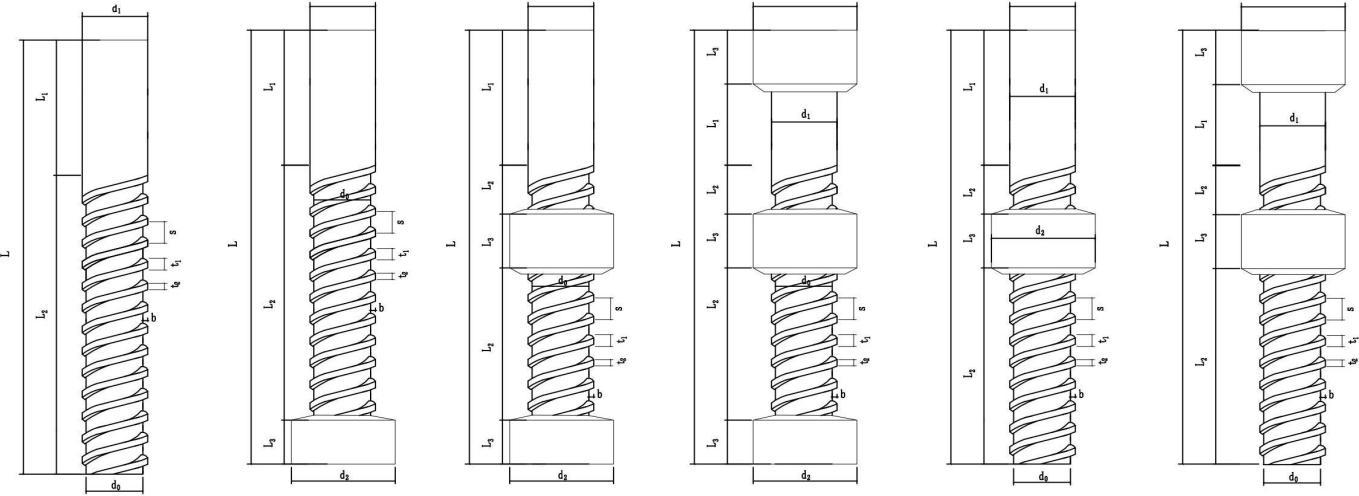 d₁
L
L₁
L₂
s
t₁
t₂
b
d₀
L
L₁
L₂
L₃
d₀
s
t₁
t₂
b
d₂
L
L₁
L₂
L₃
L₂
L₃
d₀
s
t₁
t₂
b
d₂
L
L₃
L₁
L₂
L₃
L₂
L₃
d₁
d₀
s
t₁
t₂
b
d₂
L
L₁
L₂
L₃
L₂
d₁
d₂
s
t₁
t₂
b
d₀
L
L₃
L₁
L₂
L₃
L₂
d₁
s
t₁
t₂
b
d₀